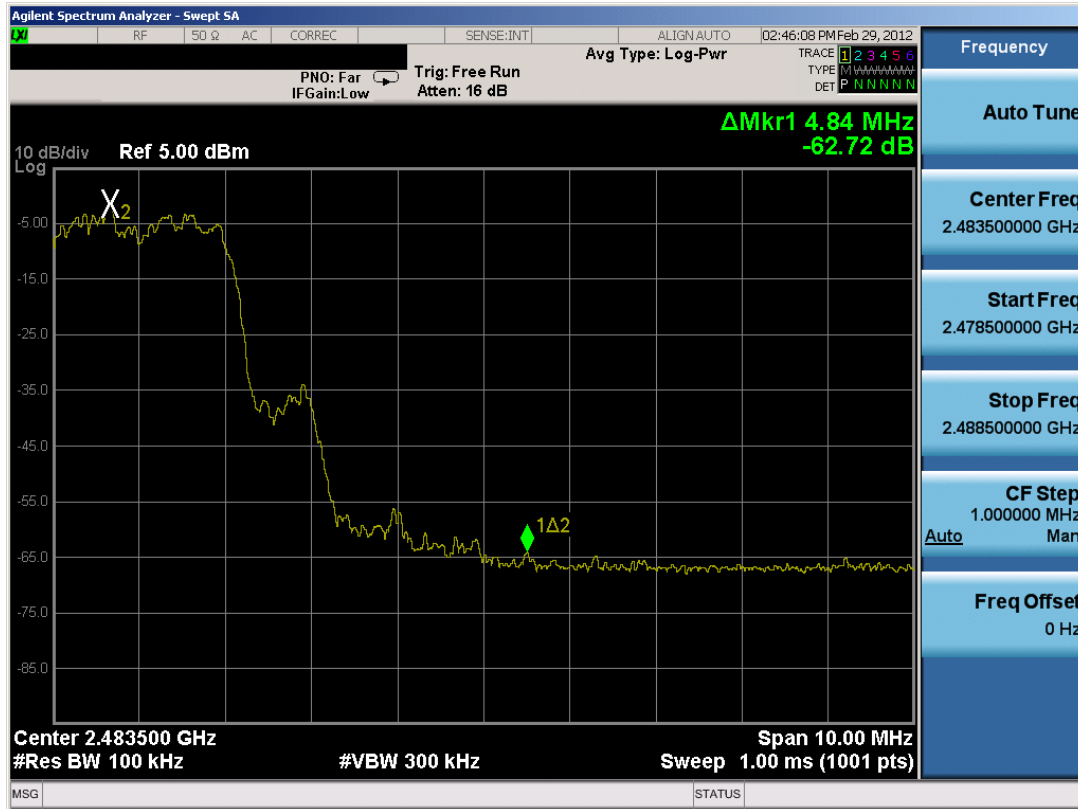 Agilent Spectrum Analyzer - Swept SA
LXI RF 50 Ω AC CORREC SENSE:INT ALIGNAUTO 02:46:08 PM Feb 29, 2012
PNO: Far Trig: Free Run Avg Type: Log-Pwr TRACE 1 2 3 4 5 6
IFGain:Low Atten: 16 dB TYPE M W W W W W
DET P N N N N N
ΔMkr1 4.84 MHz
-62.72 dB
10 dB/div Ref 5.00 dBm
Log
X2
-5.00
-15.0
-25.0
-35.0
-45.0
-55.0
1Δ2
-65.0
-75.0
-85.0
Center 2.483500 GHz Span 10.00 MHz
#Res BW 100 kHz #VBW 300 kHz Sweep 1.00 ms (1001 pts)
MSG STATUS
Frequency
Auto Tune
Center Freq
2.483500000 GHz
Start Freq
2.478500000 GHz
Stop Freq
2.488500000 GHz
CF Step
1.000000 MHz
Auto Man
Freq Offset
0 Hz